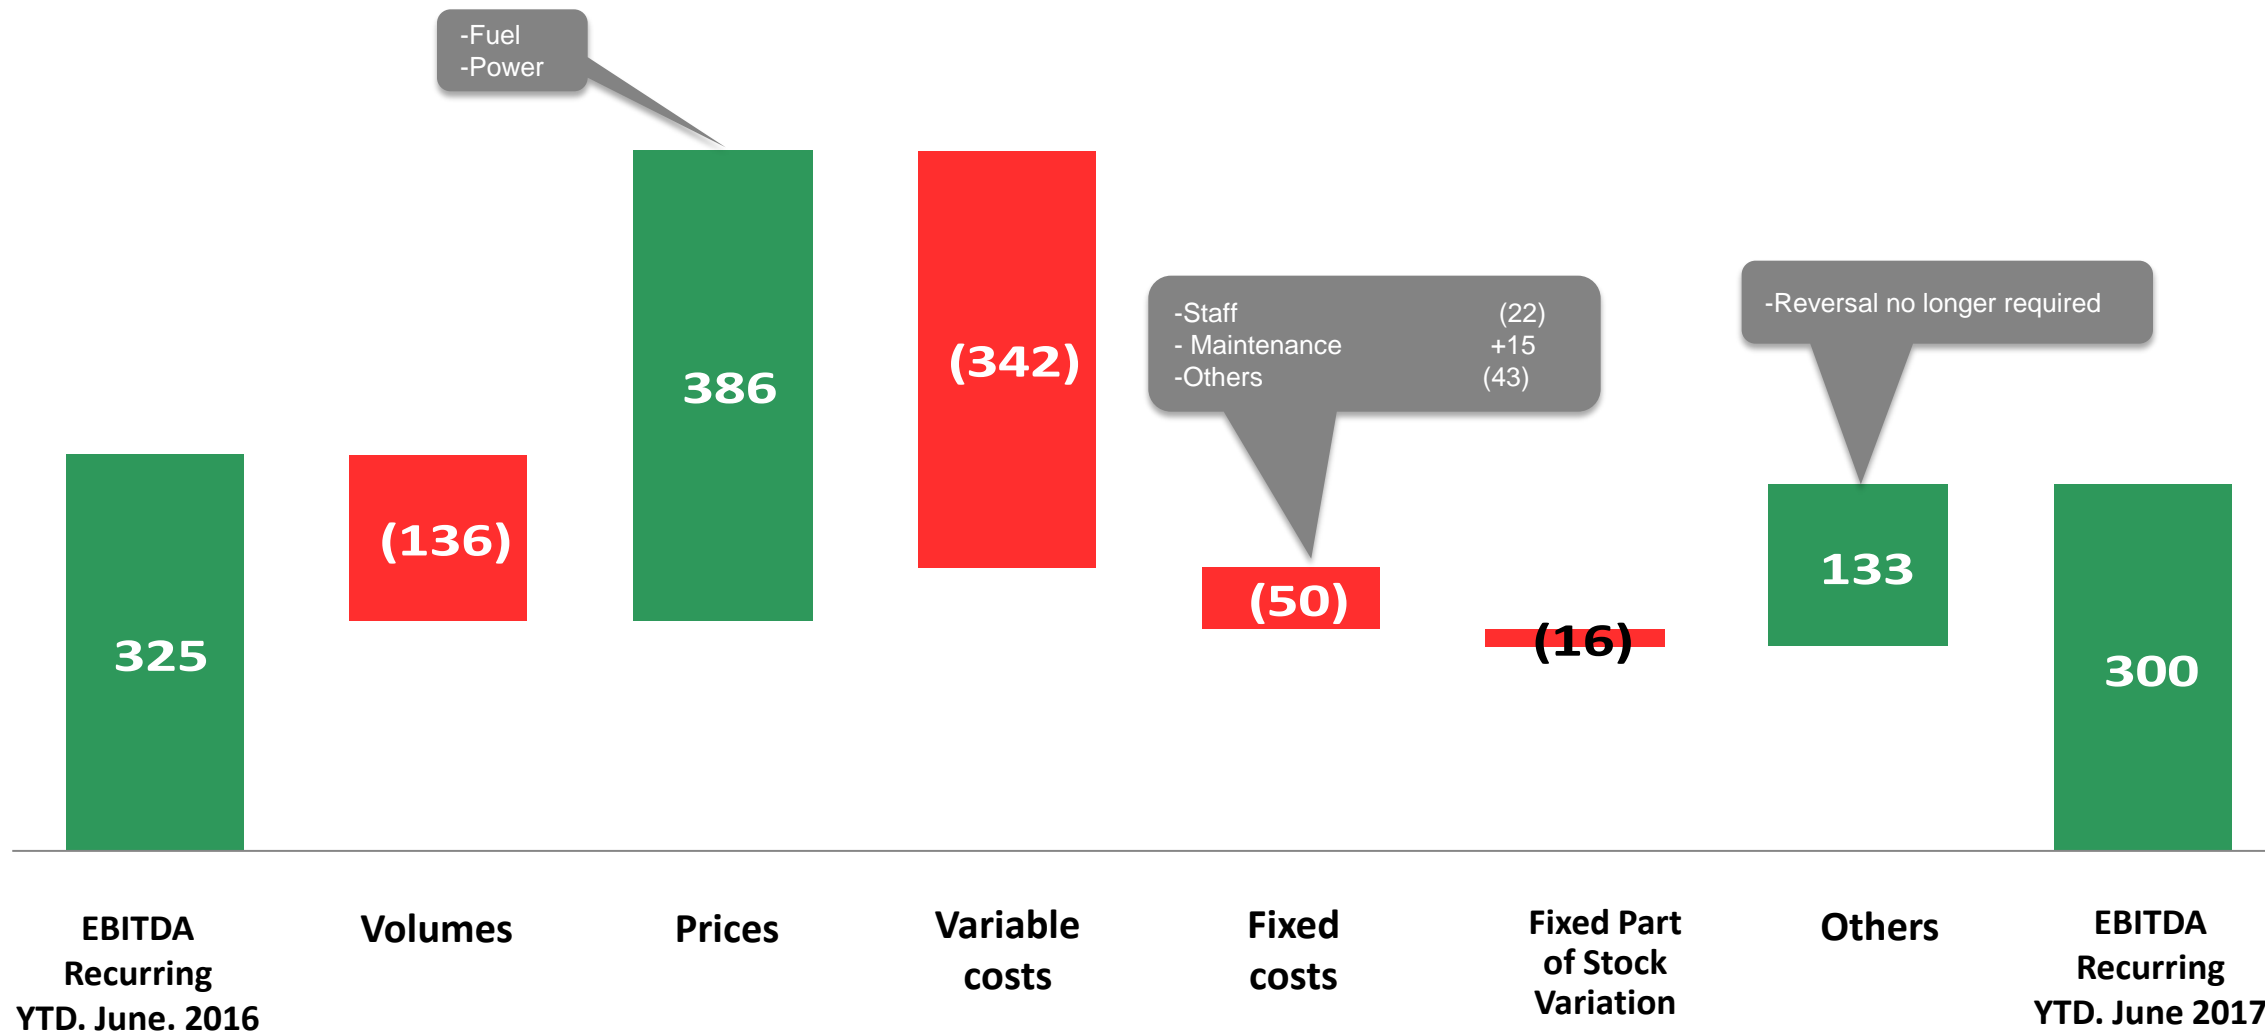 -Fuel
-Power
-Staff (22)
- Maintenance +15
-Others (43)
-Reversal no longer required
325
(136)
386
(342)
(50)
(16)
133
300
EBITDA
Recurring
YTD. June. 2016
Volumes
Prices
Variable
costs
Fixed
costs
Fixed Part
of Stock
Variation
Others
EBITDA
Recurring
YTD. June 2017